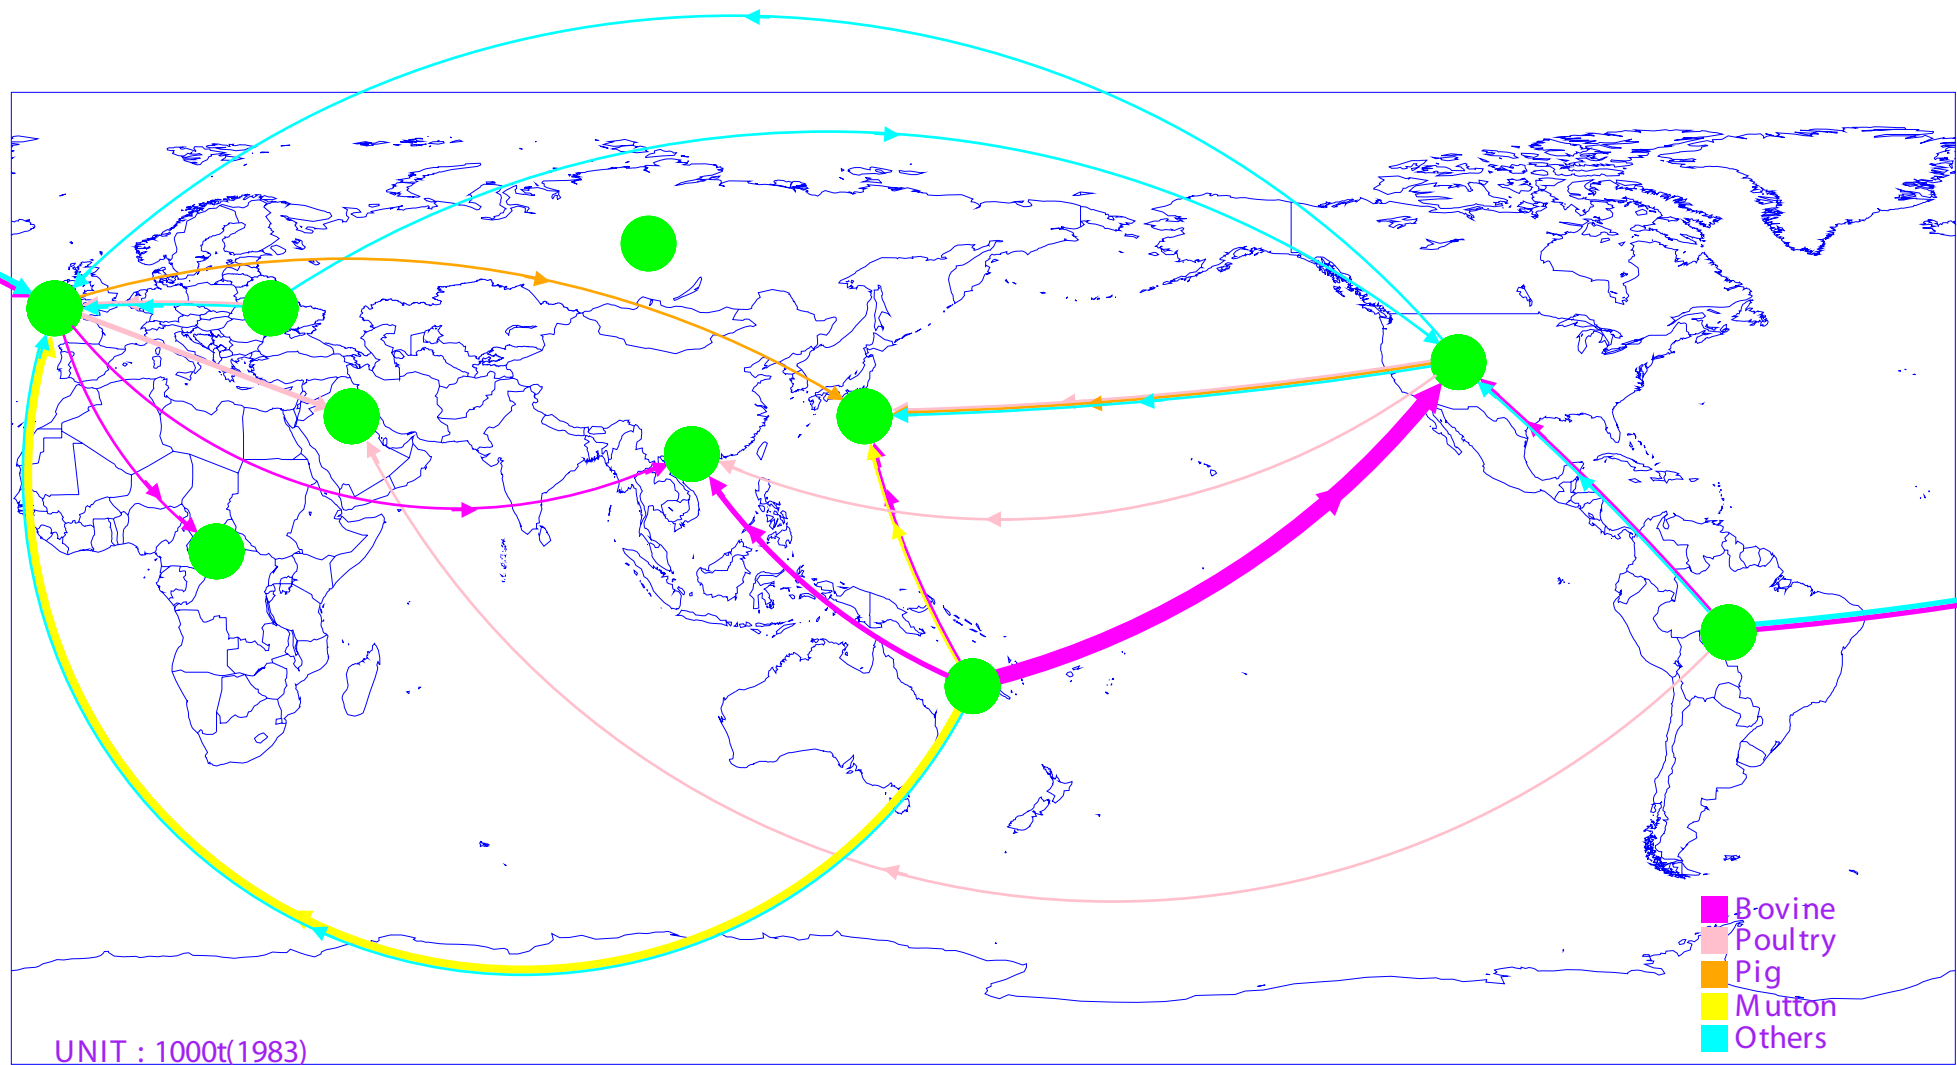 Bovine
Poultry
Pig
Mutton
Others
UNIT : 1000t(1983)